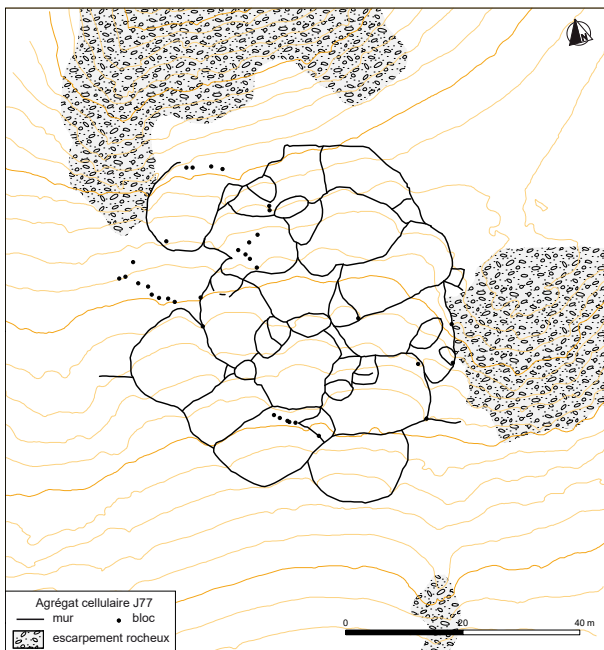 N
Agrégat cellulaire J77
mur
bloc
escarpement rocheux
0
20
40 m